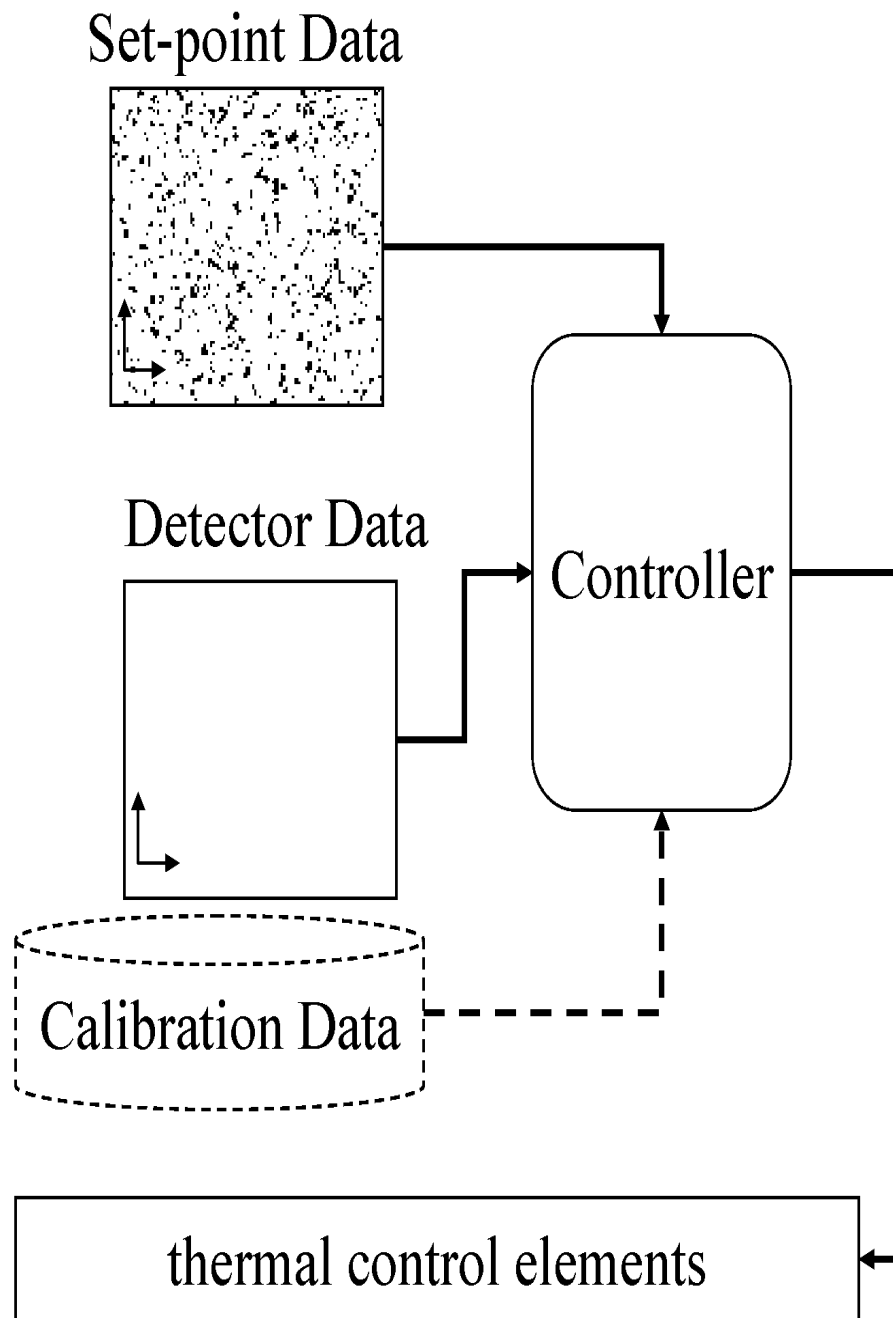 Set-point Data
Detector Data
Controller
Calibration Data
thermal control elements